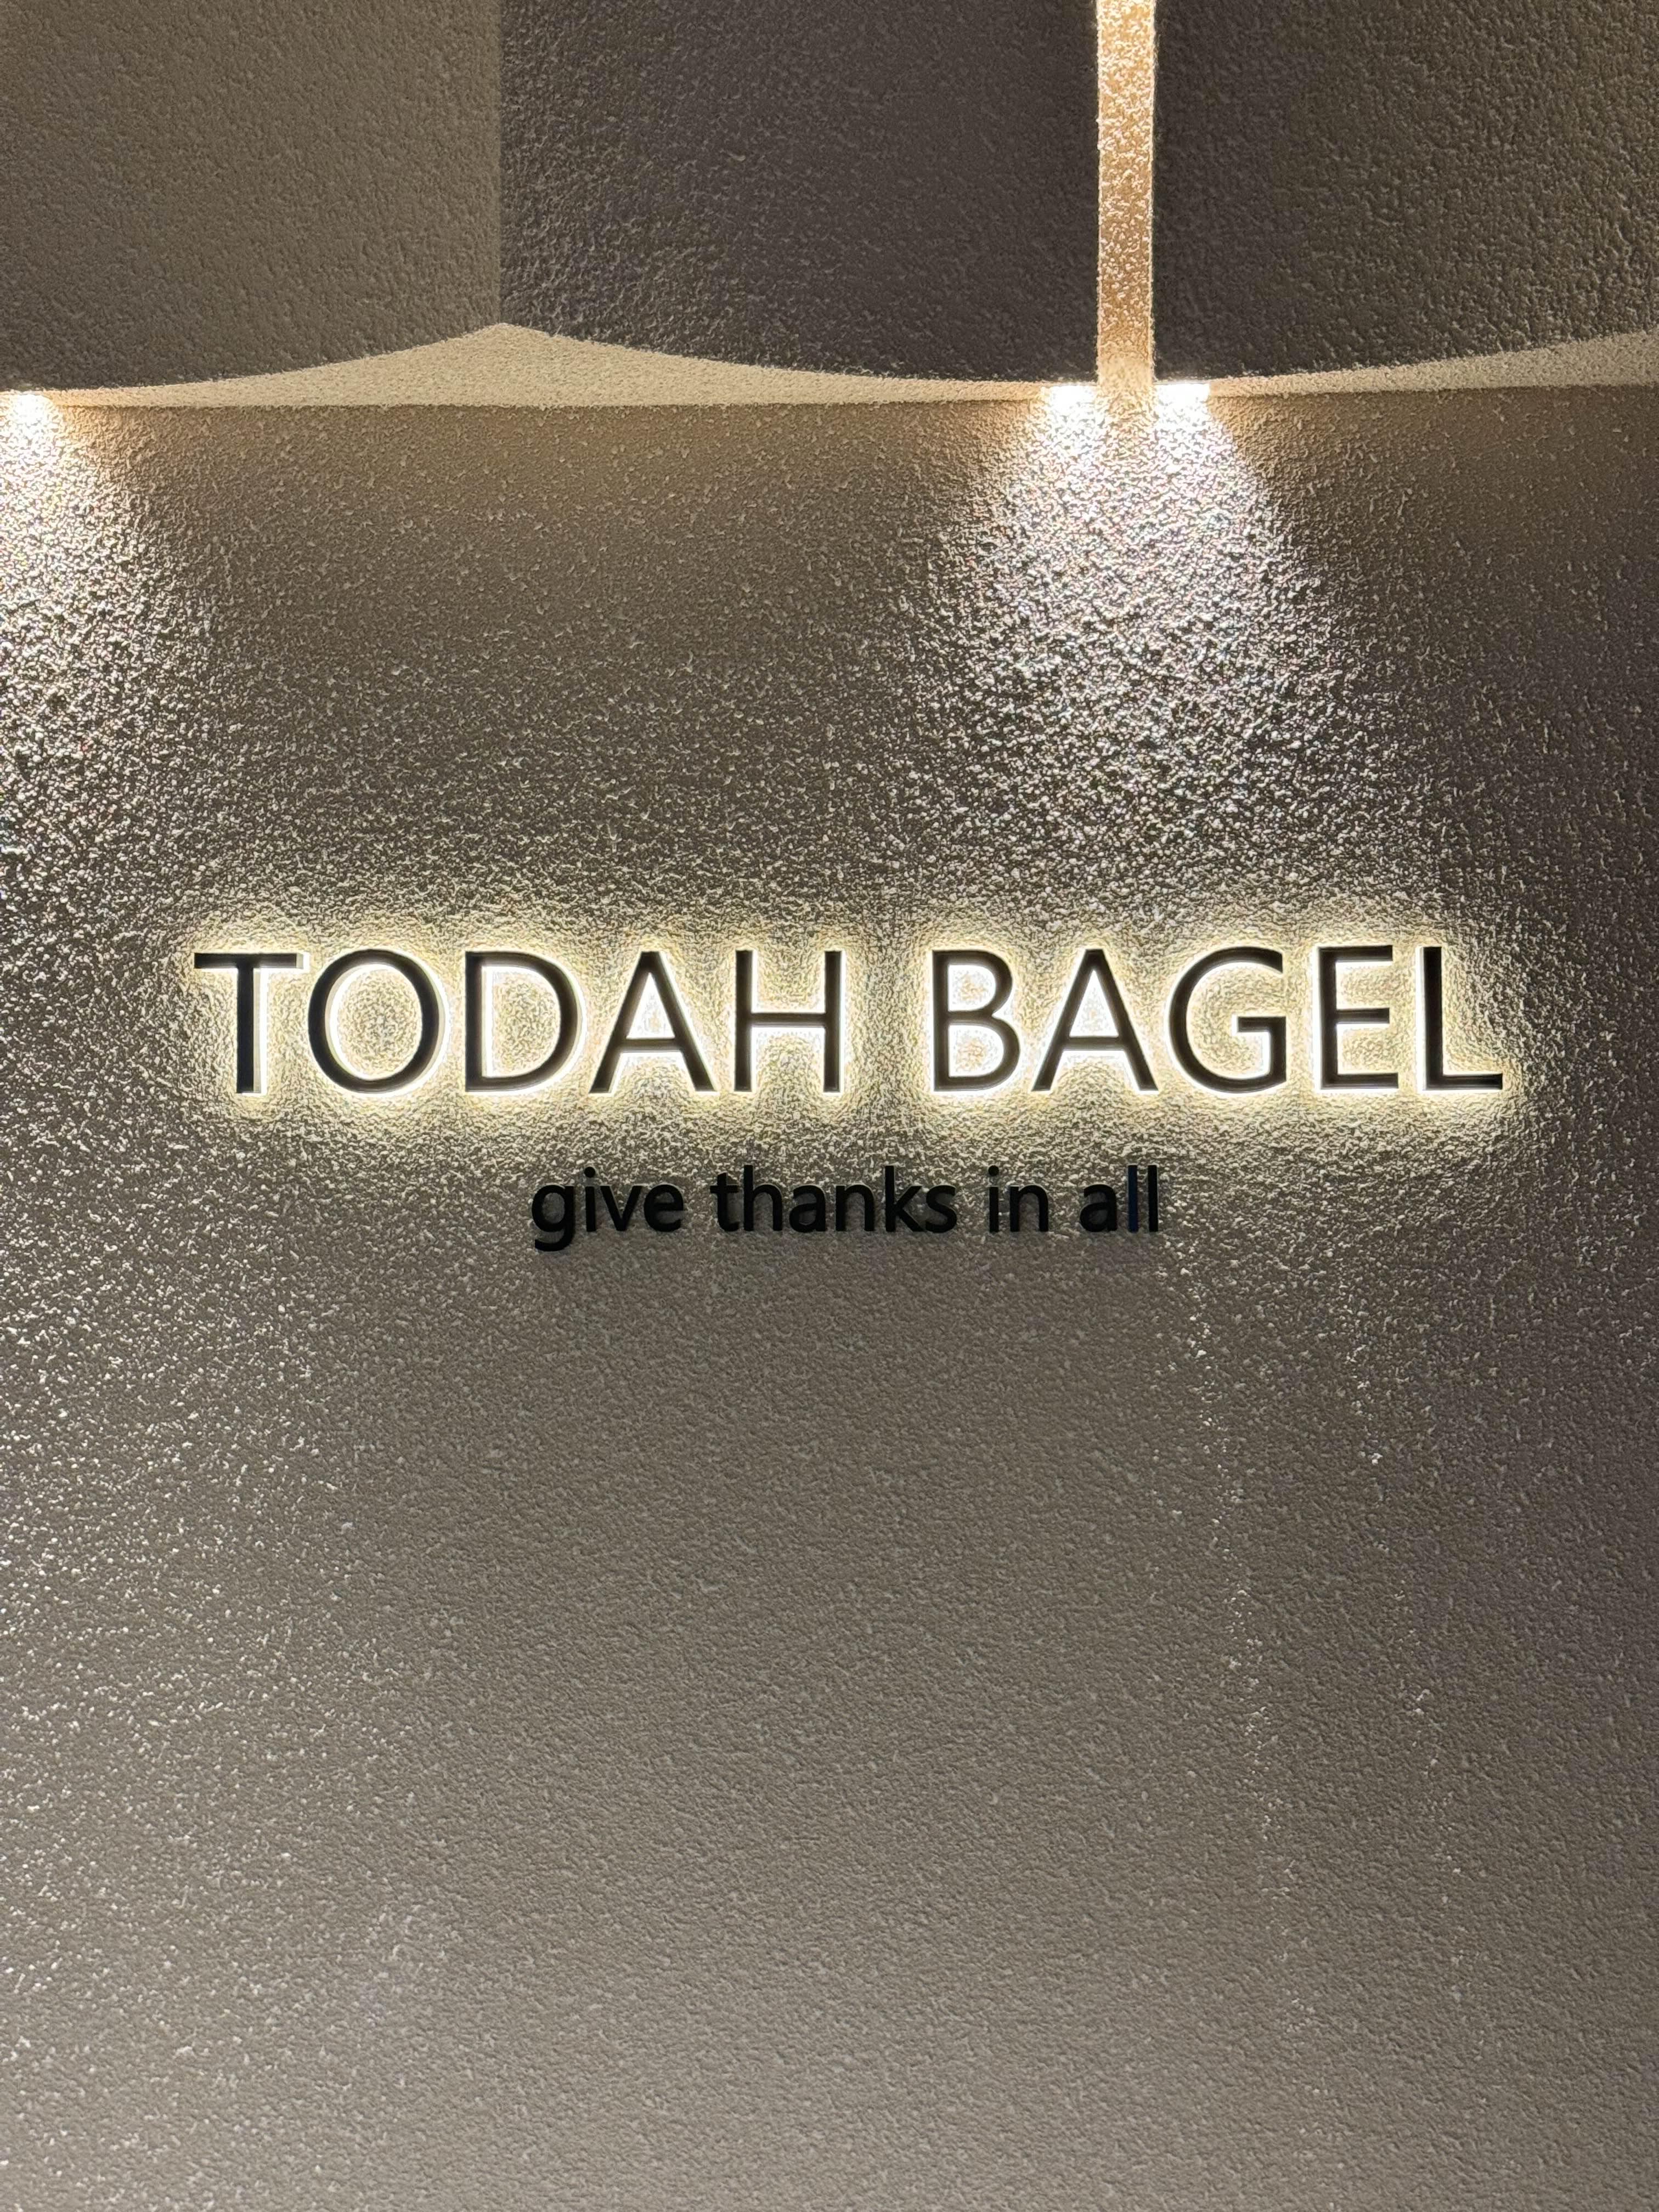 TODAH BAGEL
give thanks in all